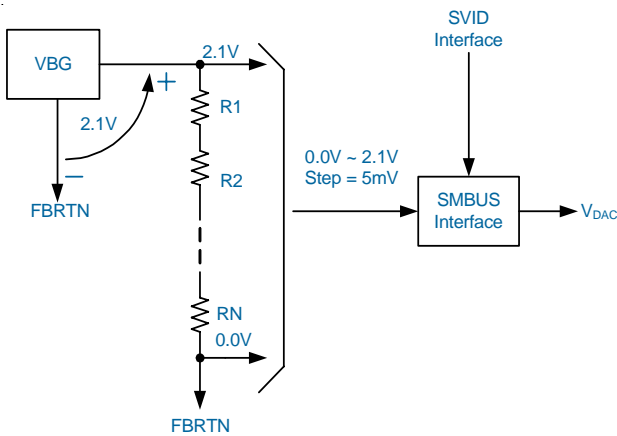 SVID
Interface
VBG
2.1V
+
R1
2.1V
R2
0.0V ~ 2.1V
Step = 5mV
–
FBRTN
SMBUS
Interface
VDAC
RN
0.0V
FBRTN